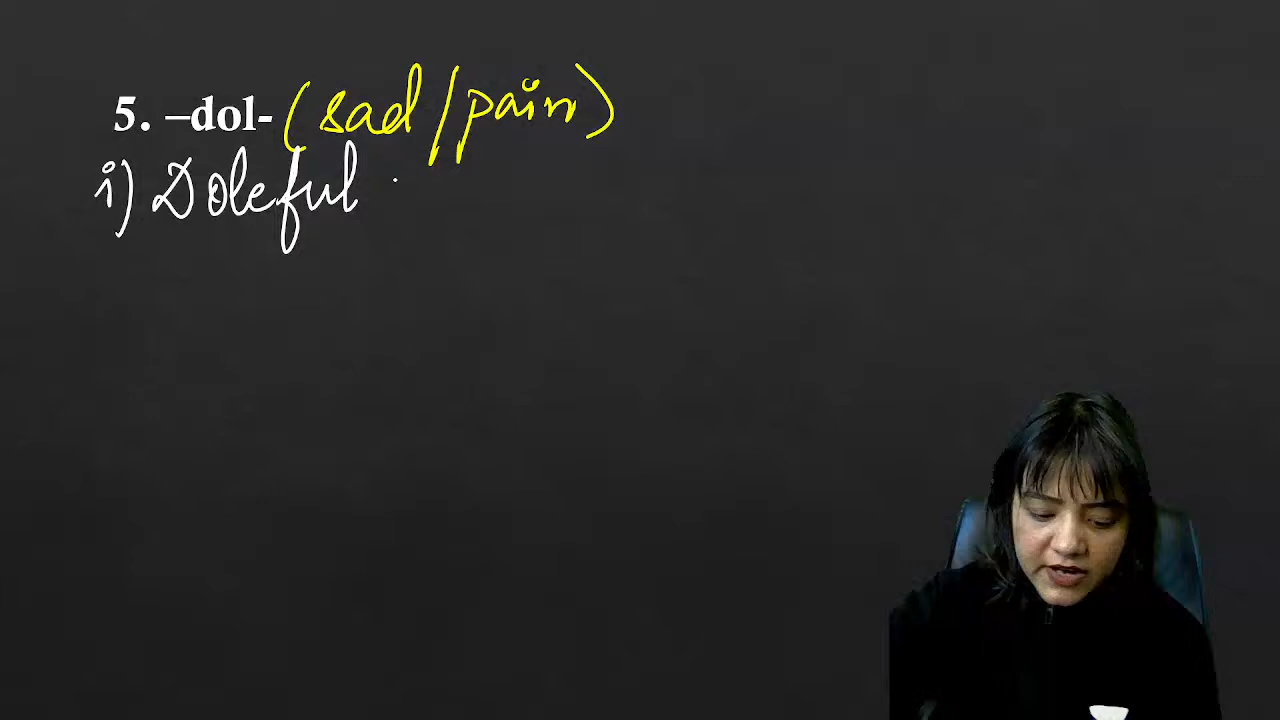 5. –dol- (sad/pain)
i) Doleful